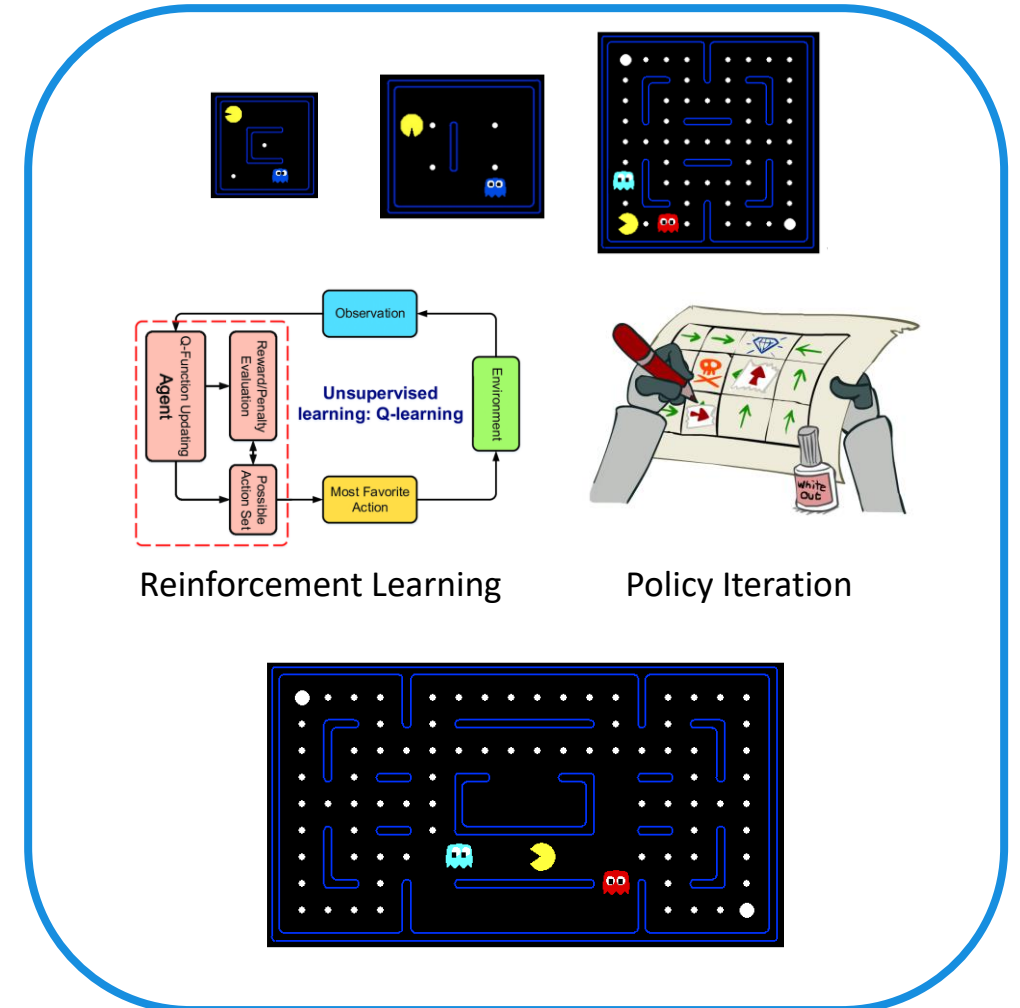 Observation
Q-Function Updating
Agent
Reward/Penalty
Evaluation
Unsupervised
learning: Q-learning
Environment
Possible
Action Set
Most Favorite
Action
White
Out
Reinforcement Learning
Policy Iteration